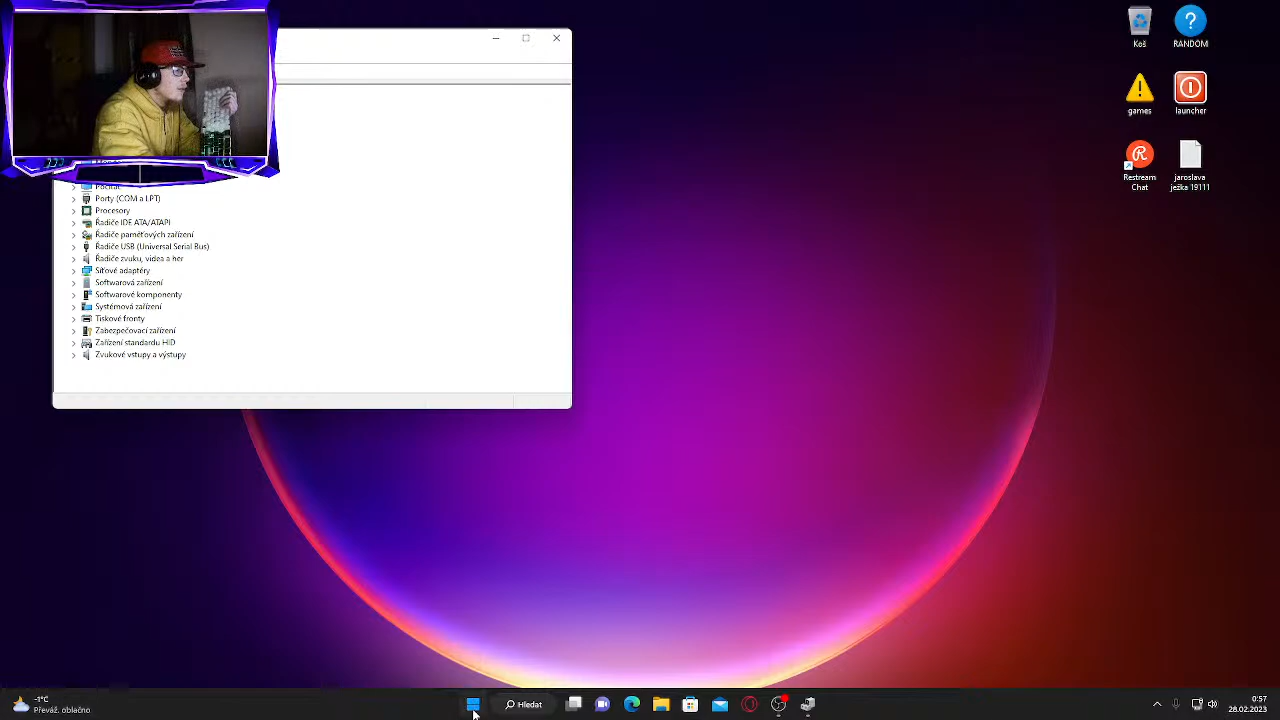 Koš
RANDOM
games
launcher
Restream
Chat
jaroslava
ježka 19111
Počítač
Porty (COM a LPT)
Procesory
Řadiče IDE ATA/ATAPI
Řadiče paměťových zařízení
Řadiče USB (Universal Serial Bus)
Řadiče zvuku, videa a her
Síťové adaptéry
Softwarová zařízení
Softwarové komponenty
Systémová zařízení
Tiskové fronty
Zabezpečovací zařízení
Zařízení standardu HID
Zvukové vstupy a výstupy
-1°C
Převáž. oblačno
Hledat
0:57
28.02.2023